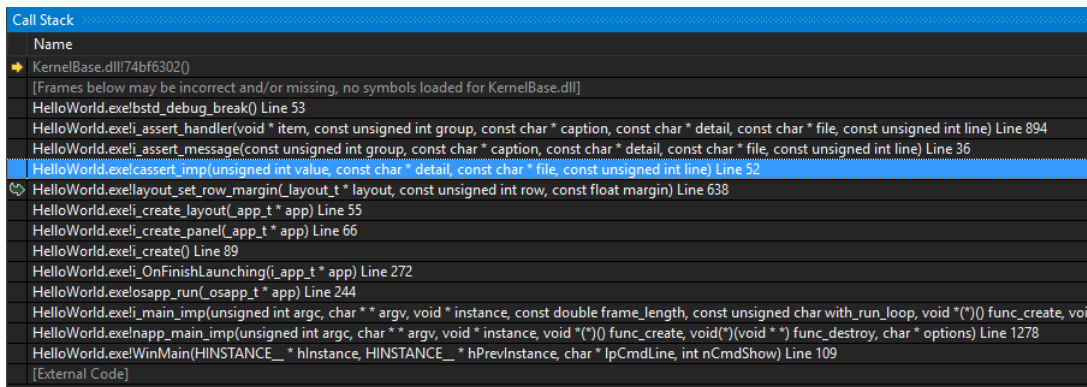 Call Stack
Name
KernelBase.dll!74bf6302()
[Frames below may be incorrect and/or missing, no symbols loaded for KernelBase.dll]
HelloWorld.exe!bstd_debug_break() Line 53
HelloWorld.exe!i_assert_handler(void * item, const unsigned int group, const char * caption, const char * detail, const char * file, const unsigned int line) Line 894
HelloWorld.exe!i_assert_message(const unsigned int group, const char * caption, const char * detail, const char * file, const unsigned int line) Line 36
HelloWorld.exe!cassert_imp(unsigned int value, const char * detail, const char * file, const unsigned int line) Line 52
HelloWorld.exe!layout_set_row_margin(_layout_t * layout, const unsigned int row, const float margin) Line 638
HelloWorld.exe!i_create_layout(_app_t * app) Line 55
HelloWorld.exe!i_create_panel(_app_t * app) Line 66
HelloWorld.exe!i_create() Line 89
HelloWorld.exe!i_OnFinishLaunching(i_app_t * app) Line 272
HelloWorld.exe!osapp_run(_osapp_t * app) Line 244
HelloWorld.exe!i_main_imp(unsigned int argc, char * * argv, void * instance, const double frame_length, const unsigned char with_run_loop, void *(*)() func_create, voi
HelloWorld.exe!napp_main_imp(unsigned int argc, char * * argv, void * instance, void *(*)() func_create, void(*)(void * *) func_destroy, char * options) Line 1278
HelloWorld.exe!WinMain(HINSTANCE__ * hInstance, HINSTANCE__ * hPrevInstance, char * lpCmdLine, int nCmdShow) Line 109
[External Code]